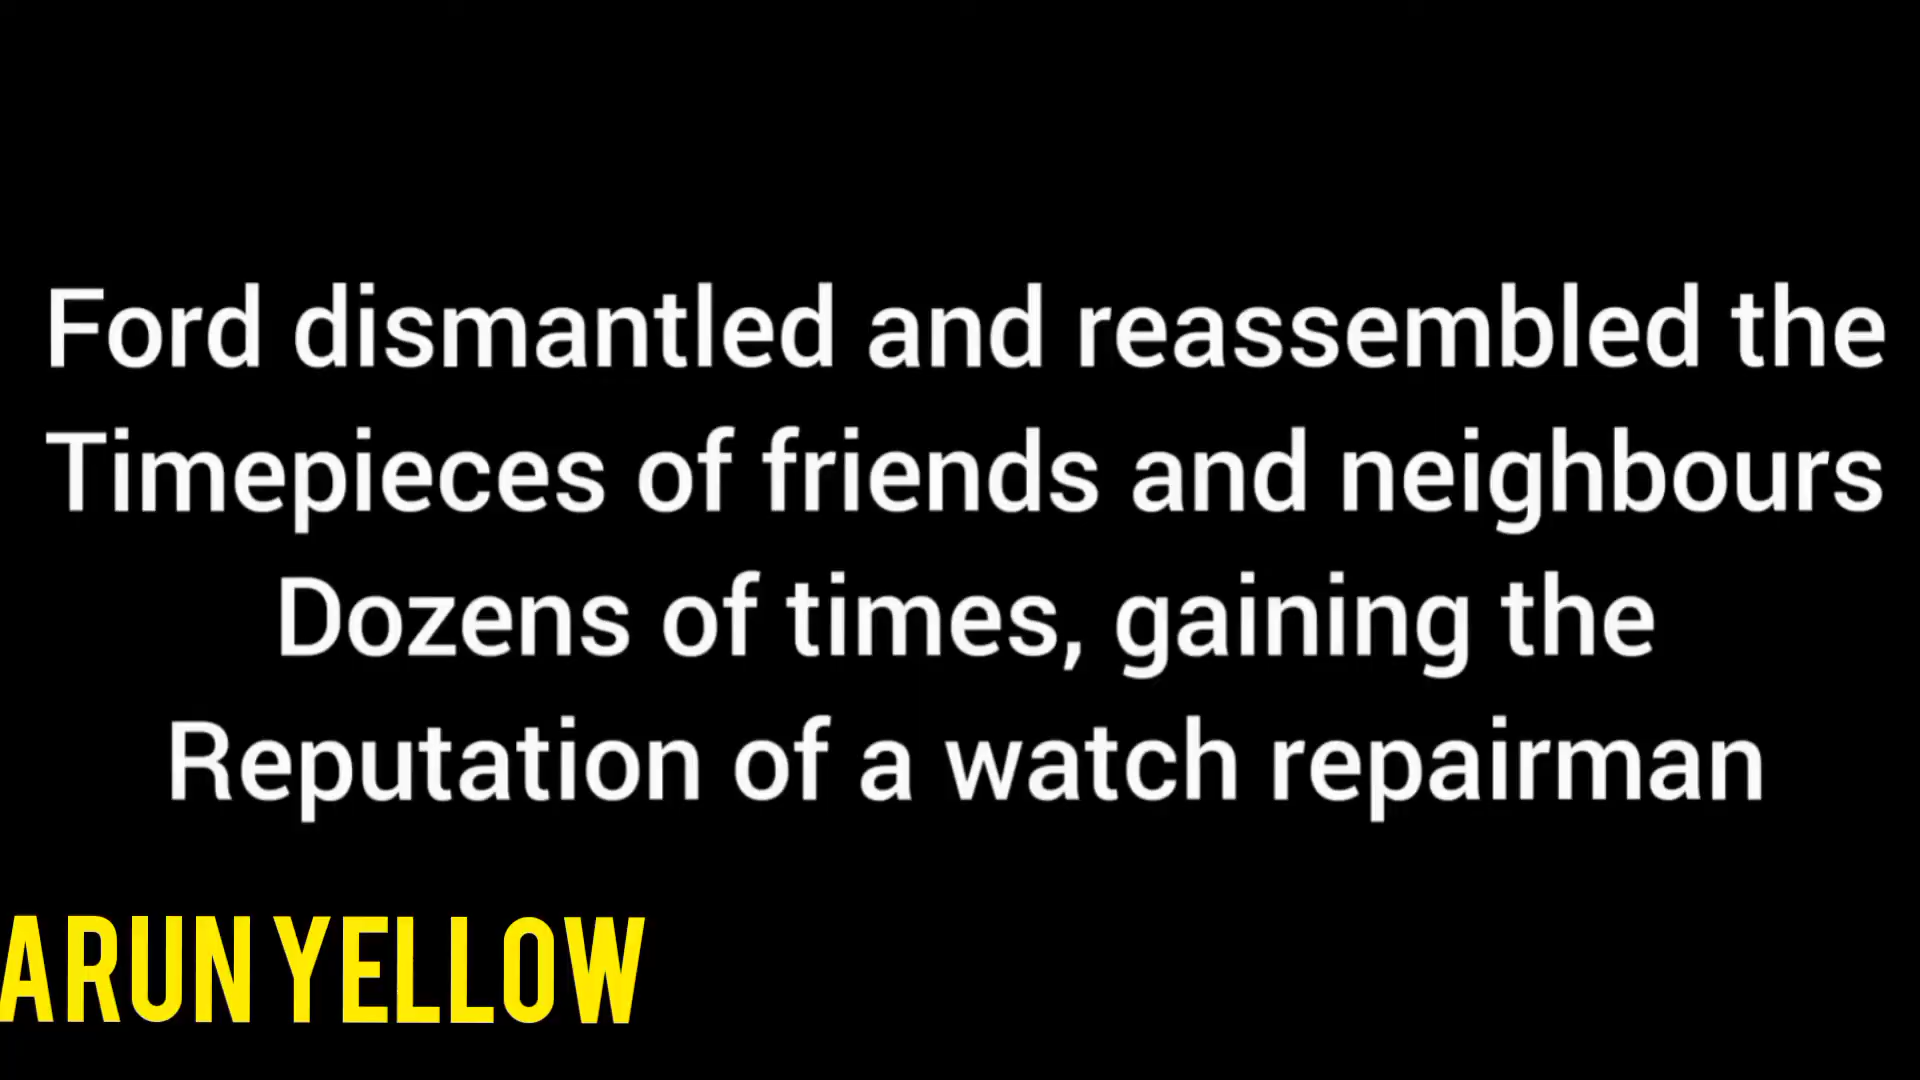 Ford dismantled and reassembled the
Timepieces of friends and neighbours
Dozens of times, gaining the
Reputation of a watch repairman
ARUN YELLOW